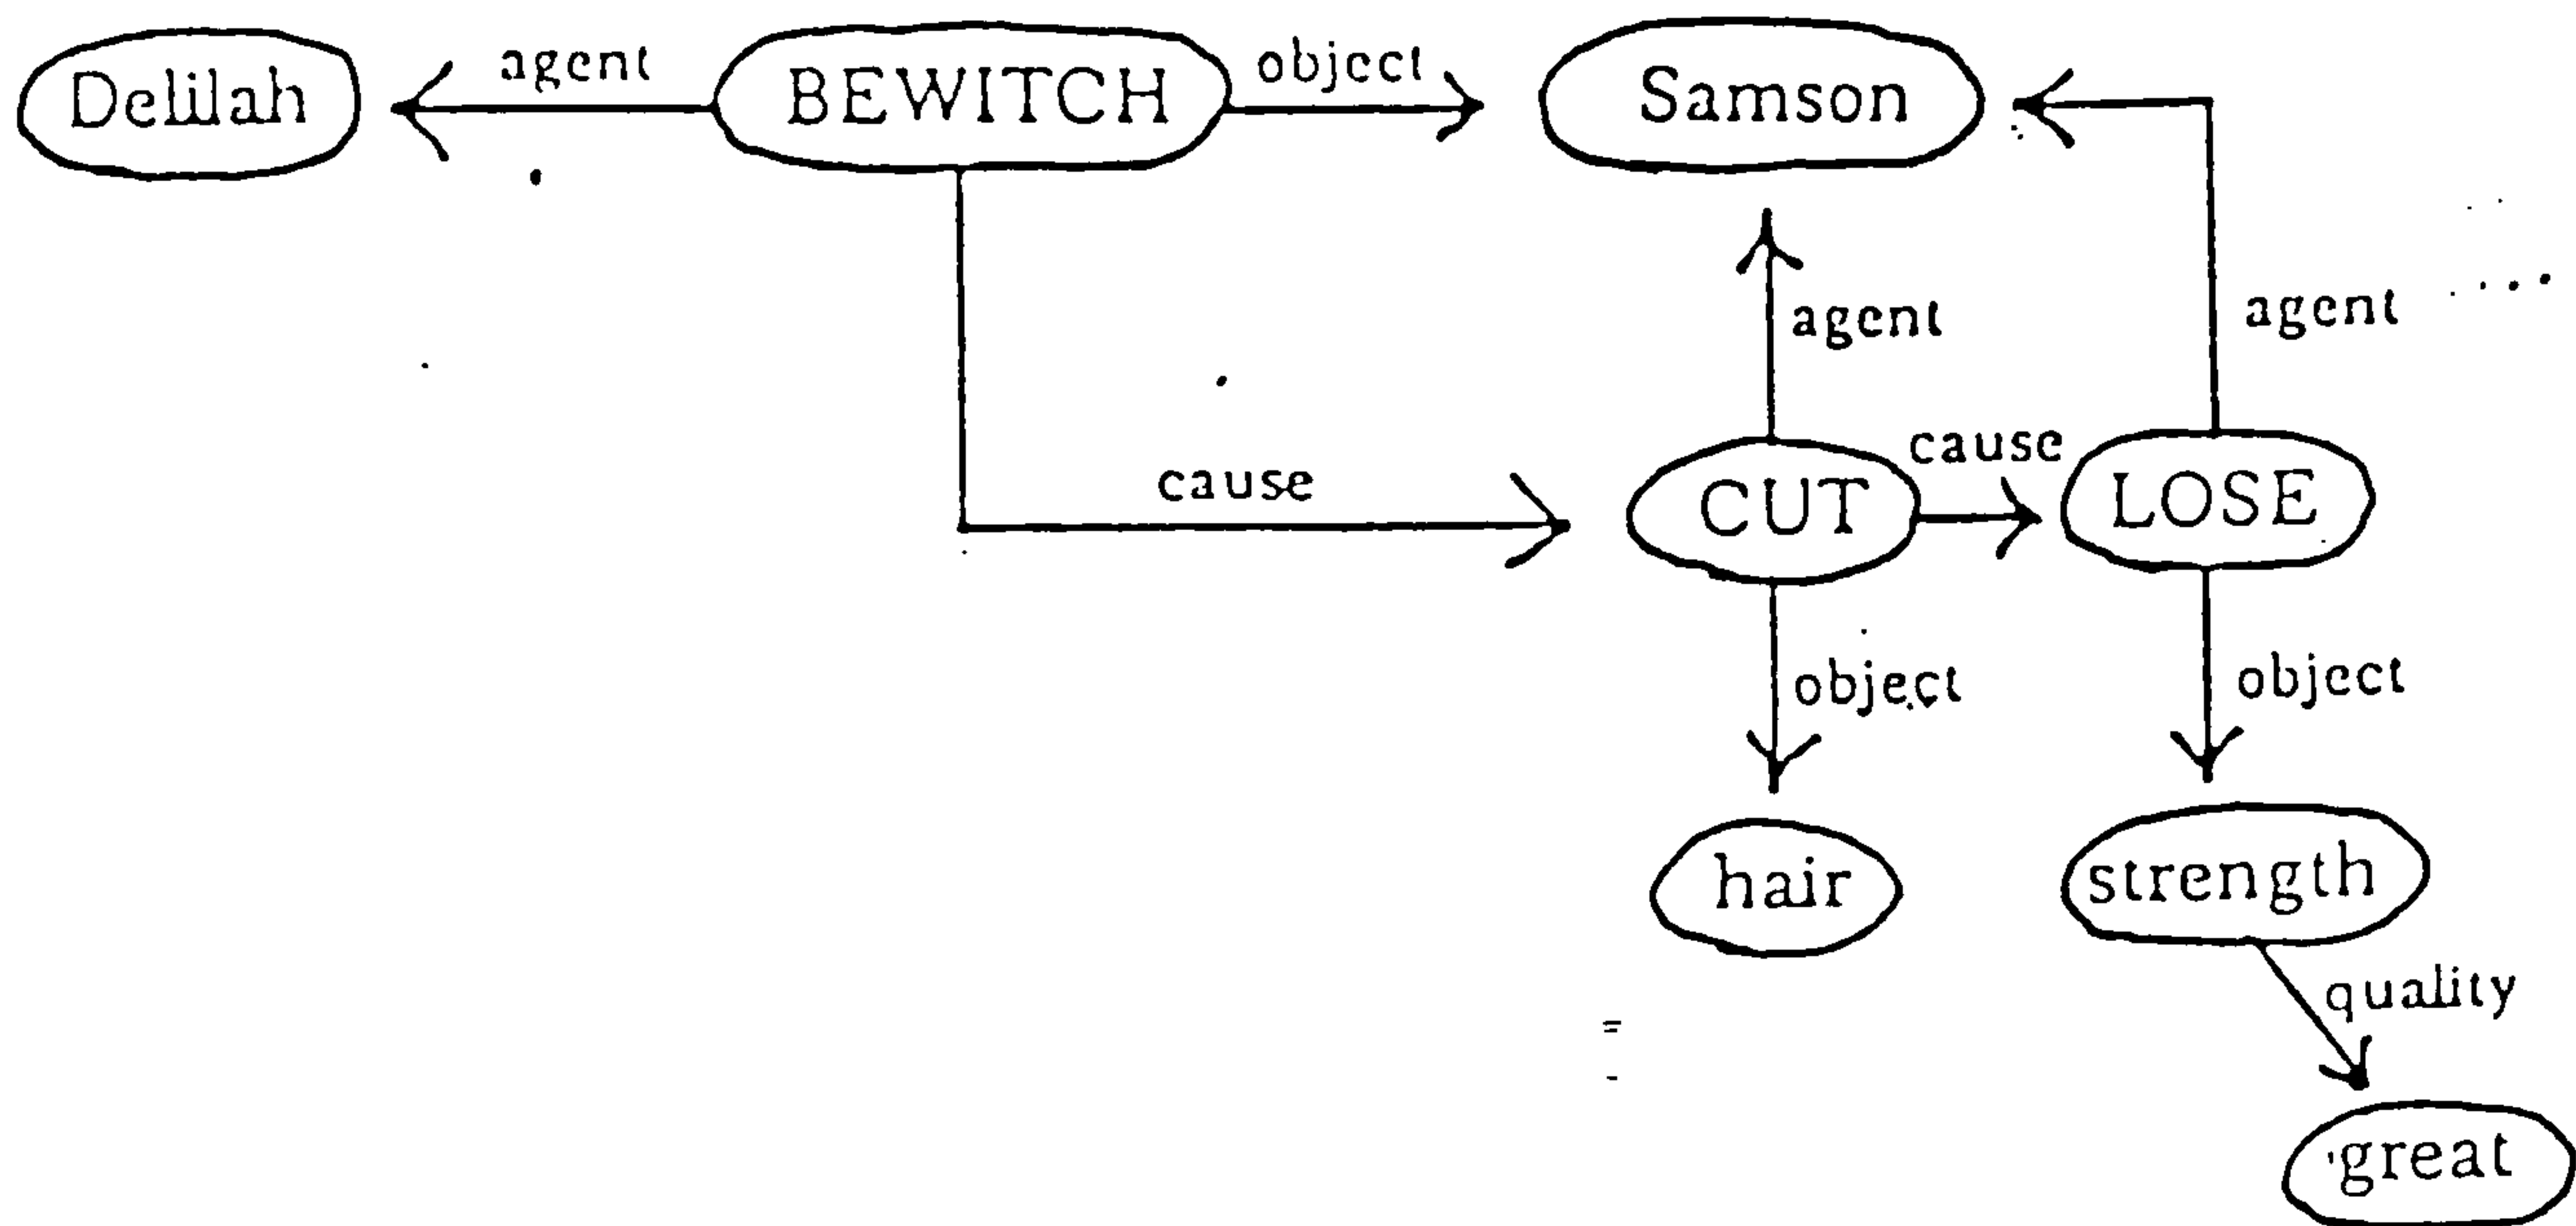 Delilah
agent
BEWITCH
object
Samson
agent
agent
cause
cause
CUT
LOSE
object
object
hair
strength
quality
great